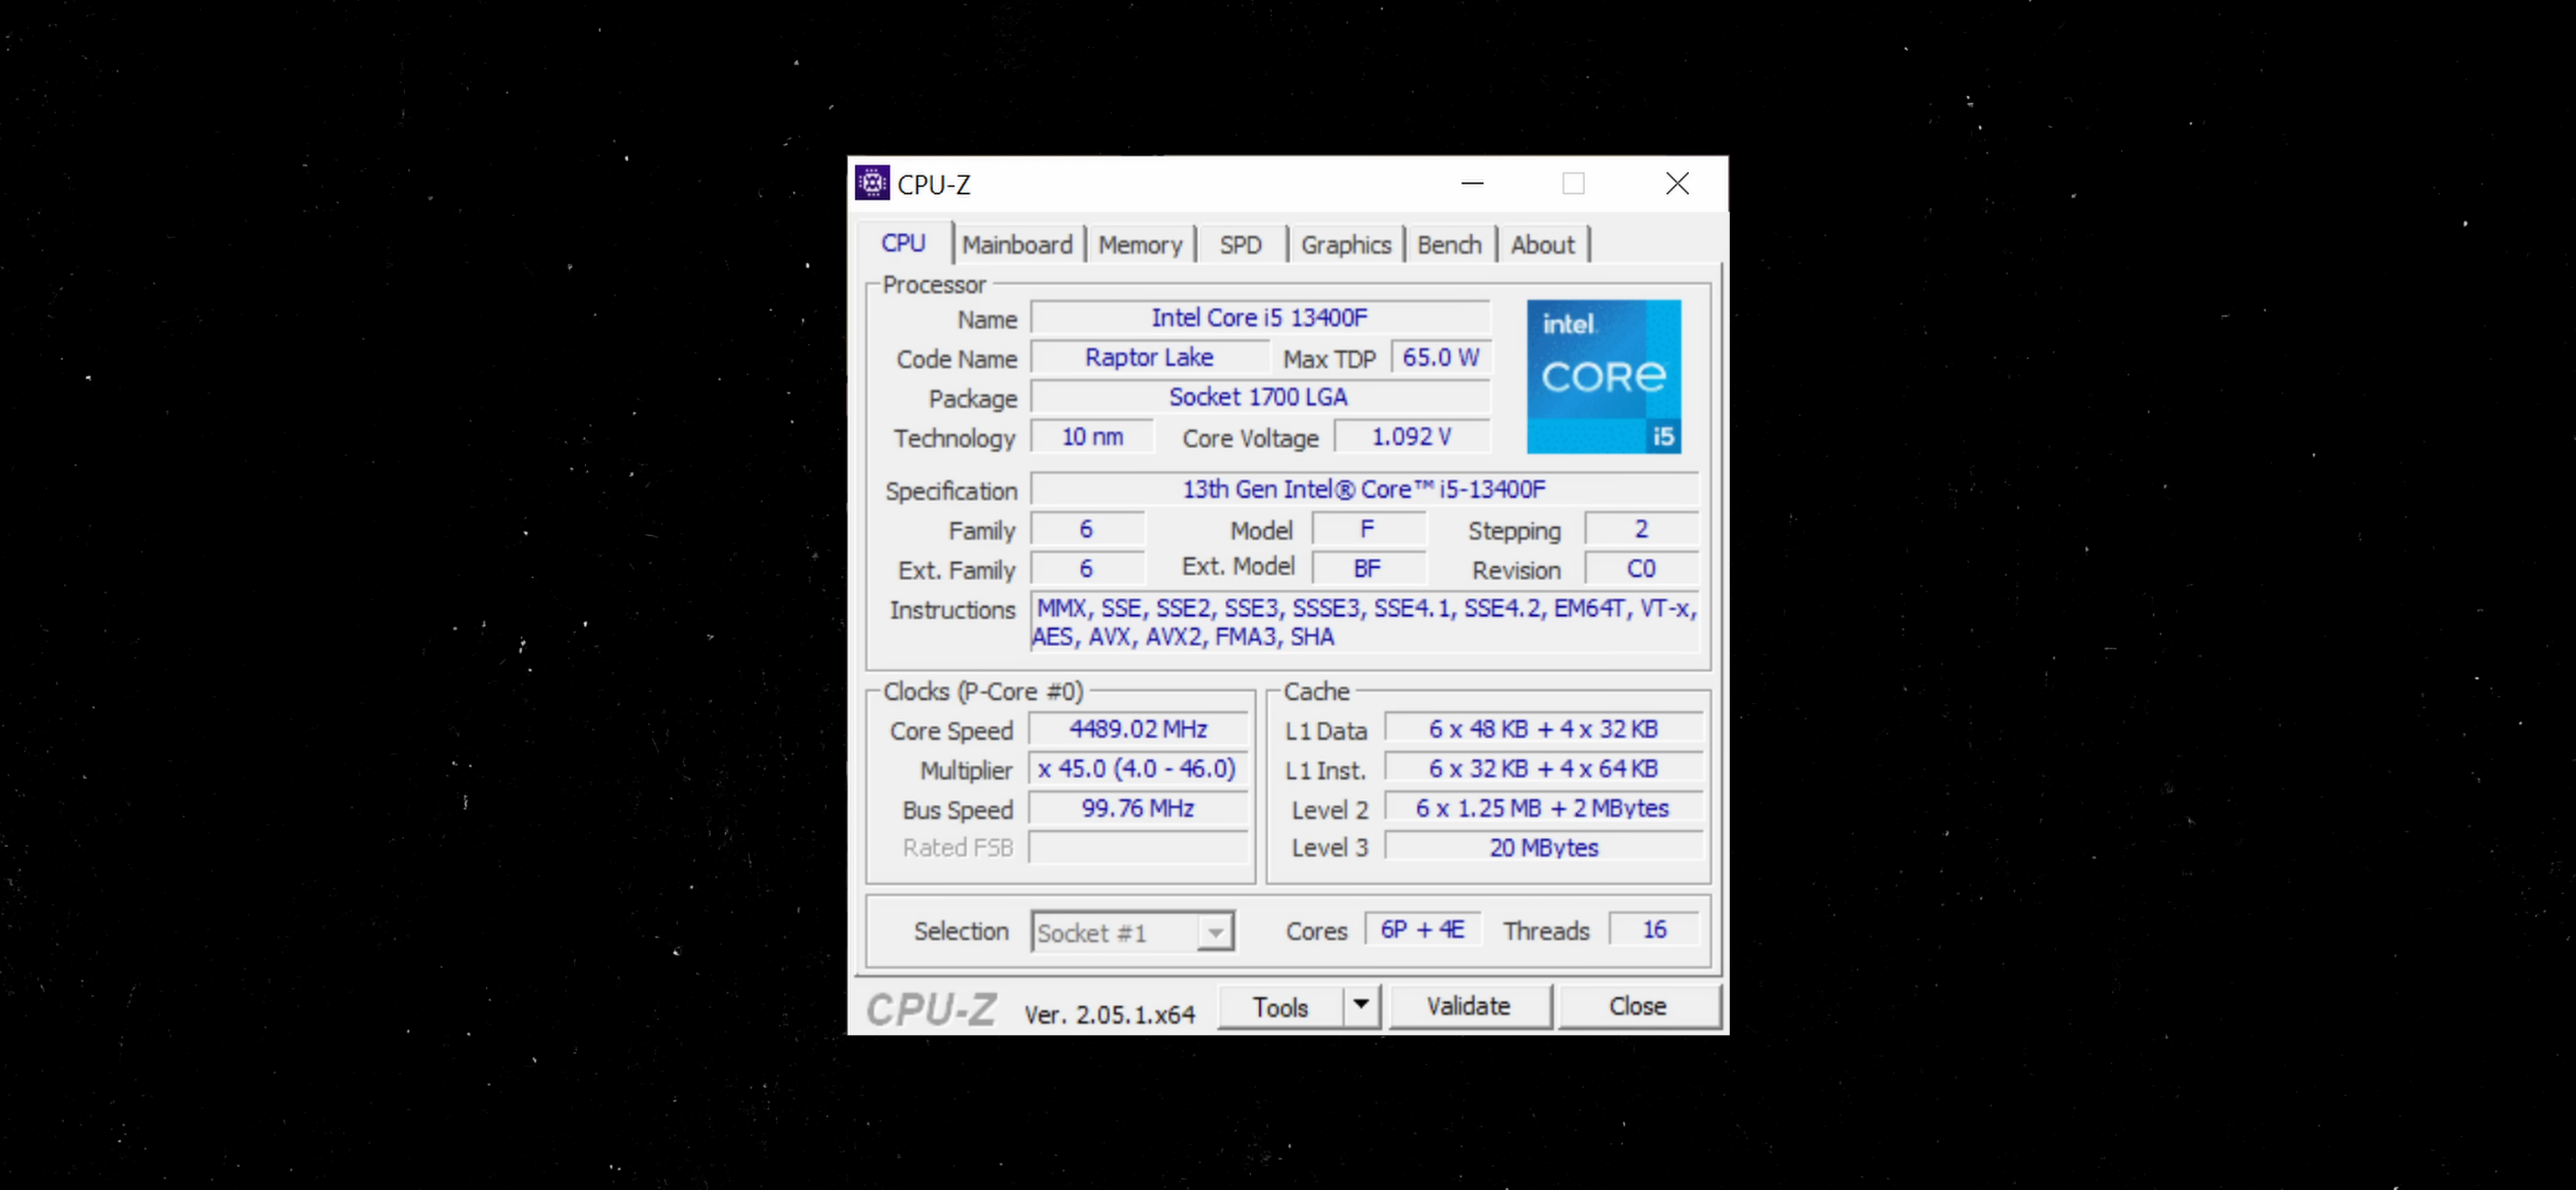 CPU-Z
CPU Mainboard Memory SPD Graphics Bench About
Processor
Name Intel Core i5 13400F
Code Name Raptor Lake Max TDP 65.0 W
Package Socket 1700 LGA
Technology 10 nm Core Voltage 1.092 V
intel.
CORe
i5
Specification 13th Gen Intel® Core™ i5-13400F
Family 6 Model F Stepping 2
Ext. Family 6 Ext. Model BF Revision C0
Instructions MMX, SSE, SSE2, SSE3, SSSE3, SSE4.1, SSE4.2, EM64T, VT-x,
AES, AVX, AVX2, FMA3, SHA
Clocks (P-Core #0)
Core Speed 4489.02 MHz
Multiplier x 45.0 (4.0 - 46.0)
Bus Speed 99.76 MHz
Rated FSB
Cache
L1 Data 6 x 48 KB + 4 x 32 KB
L1 Inst. 6 x 32 KB + 4 x 64 KB
Level 2 6 x 1.25 MB + 2 MBytes
Level 3 20 MBytes
Selection Socket #1 Cores 6P + 4E Threads 16
CPU-Z Ver. 2.05.1.x64 Tools Validate Close